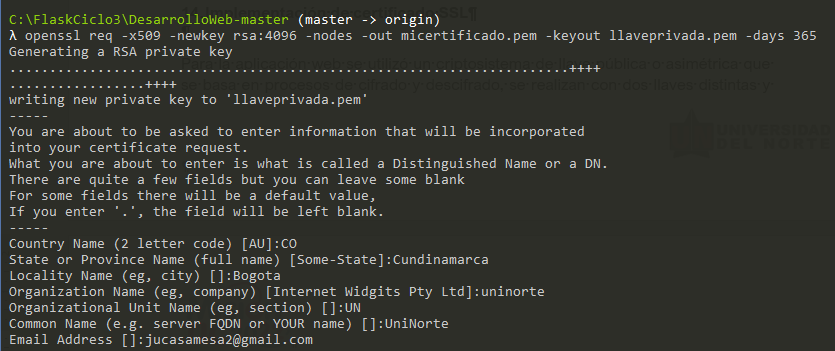 C:\FlaskCiclo3\DesarrolloWeb-master (master -> origin)
λ openssl req -x509 -newkey rsa:4096 -nodes -out micertificado.pem -keyout llaveprivada.pem -days 365
Generating a RSA private key
.......................................................................++++
.................++++
writing new private key to 'llaveprivada.pem'
-----
You are about to be asked to enter information that will be incorporated
into your certificate request.
What you are about to enter is what is called a Distinguished Name or a DN.
There are quite a few fields but you can leave some blank
For some fields there will be a default value,
If you enter '.', the field will be left blank.
-----
Country Name (2 letter code) [AU]:CO
State or Province Name (full name) [Some-State]:Cundinamarca
Locality Name (eg, city) []:Bogota
Organization Name (eg, company) [Internet Widgits Pty Ltd]:uninorte
Organizational Unit Name (eg, section) []:UN
Common Name (e.g. server FQDN or YOUR name) []:UniNorte
Email Address []:jucasamesa2@gmail.com
UNIVERSIDAD
DEL NORTE